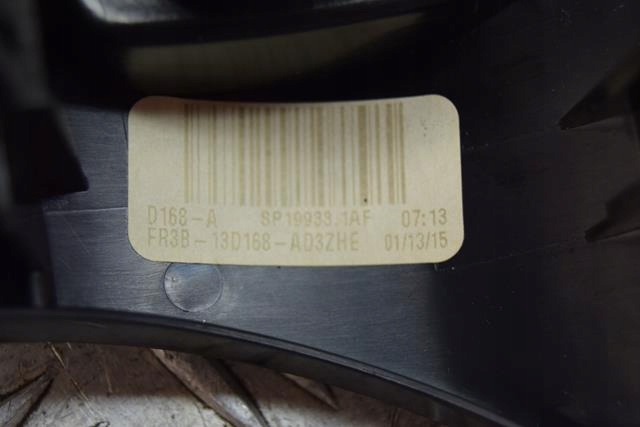 D168-A SP19933.1AF 07:13
FR3B-13D168-AD3ZHE 01/13/15